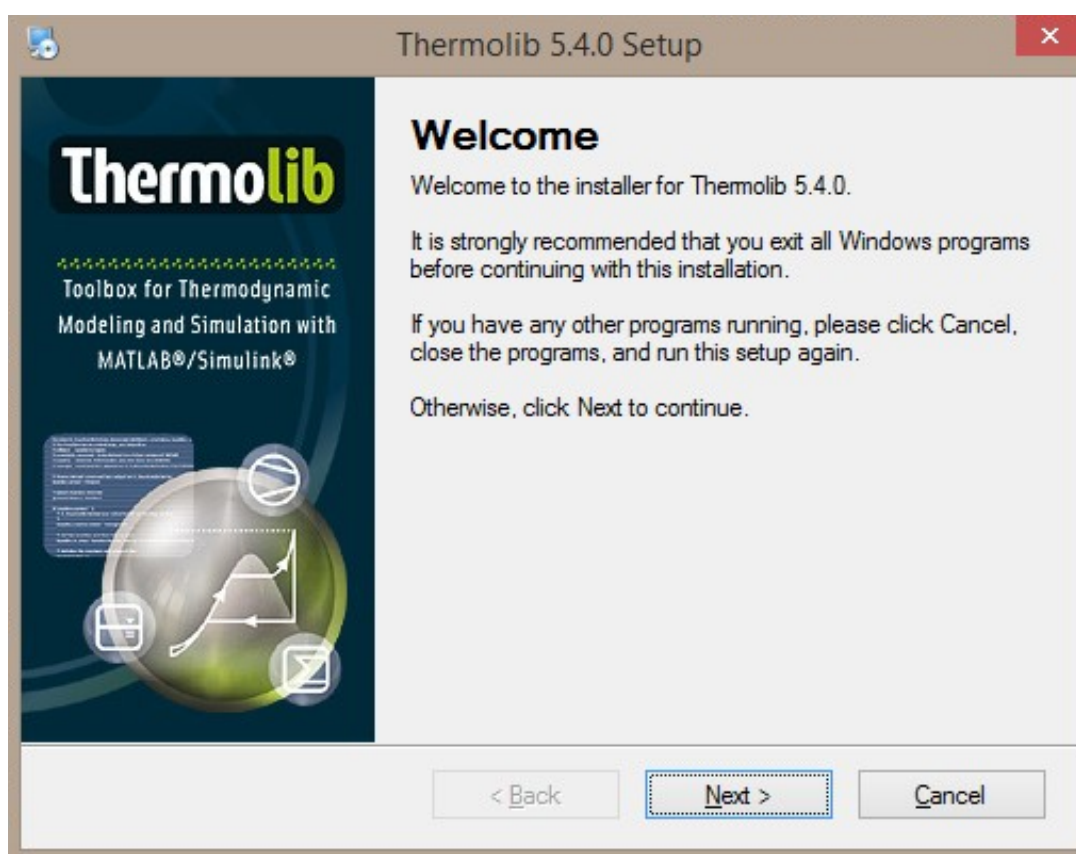 Thermolib 5.4.0 Setup
Thermolib
Toolbox for Thermodynamic
Modeling and Simulation with
MATLAB®/Simulink®
Welcome
Welcome to the installer for Thermolib 5.4.0.
It is strongly recommended that you exit all Windows programs
before continuing with this installation.
If you have any other programs running, please click Cancel,
close the programs, and run this setup again.
Otherwise, click Next to continue.
< Back
Next >
Cancel